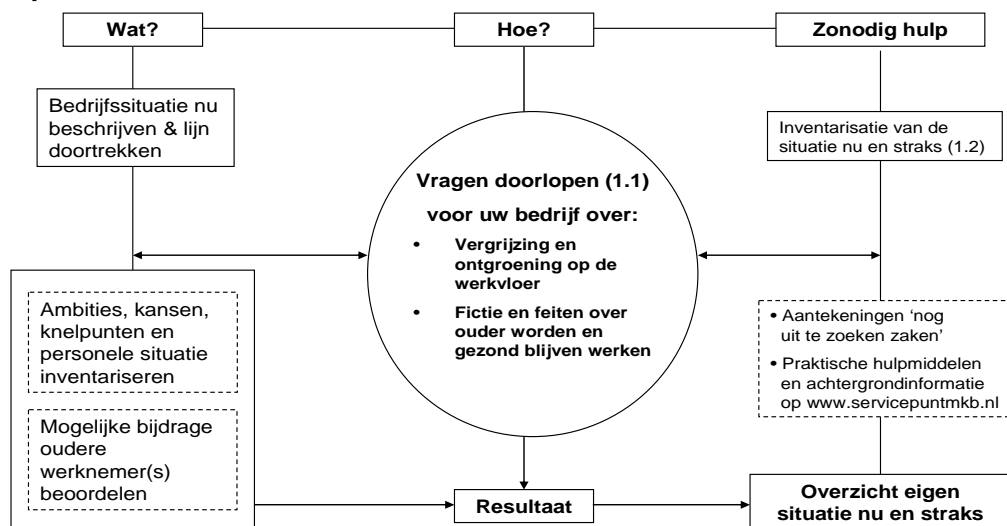 Wat?
Hoe?
Zonodig hulp
Bedrijfssituatie nu
beschrijven & lijn
doortrekken
Inventarisatie van de
situatie nu en straks (1.2)
Vragen doorlopen (1.1)
voor uw bedrijf over:
• Vergrijzing en
ontgroening op de
werkvloer
• Fictie en feiten over
ouder worden en
gezond blijven werken
Ambities, kansen,
knelpunten en
personele situatie
inventariseren
Mogelijke bijdrage
oudere
werknemer(s)
beoordelen
• Aantekeningen ‘nog
uit te zoeken zaken’
• Praktische hulpmiddelen
en achtergrondinformatie
op www.servicepuntmkb.nl
Resultaat
Overzicht eigen
situatie nu en straks